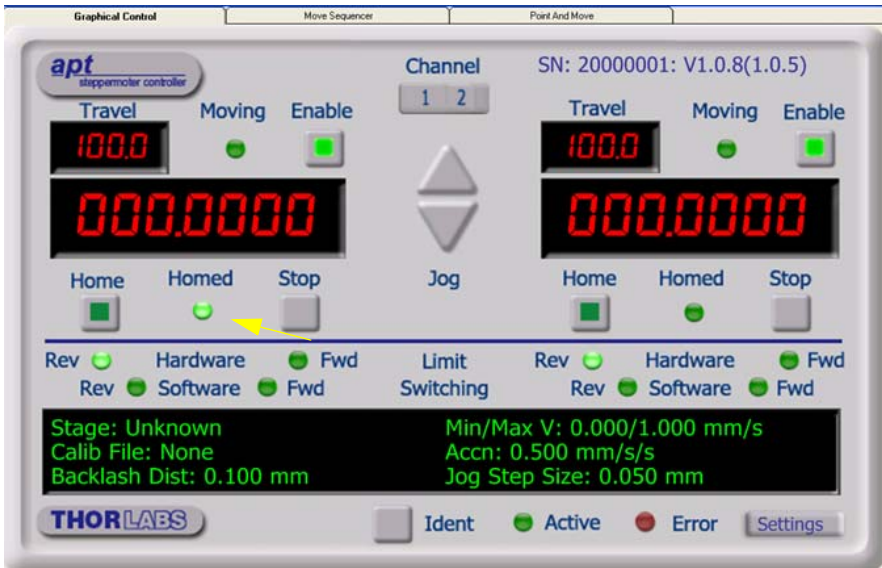 Graphical Control Move Sequencer Point And Move
apt
steppermoter controller
Channel
SN: 20000001: V1.0.8(1.0.5)
1 2
Travel Moving Enable
Travel Moving Enable
100.0
100.0
000.0000
000.0000
Home Homed Stop
Jog
Home Homed Stop
Rev Hardware Fwd
Limit
Rev Hardware Fwd
Rev Software Fwd
Switching
Rev Software Fwd
Stage: Unknown
Min/Max V: 0.000/1.000 mm/s
Calib File: None
Accn: 0.500 mm/s/s
Backlash Dist: 0.100 mm
Jog Step Size: 0.050 mm
THORLABS
Ident Active Error Settings